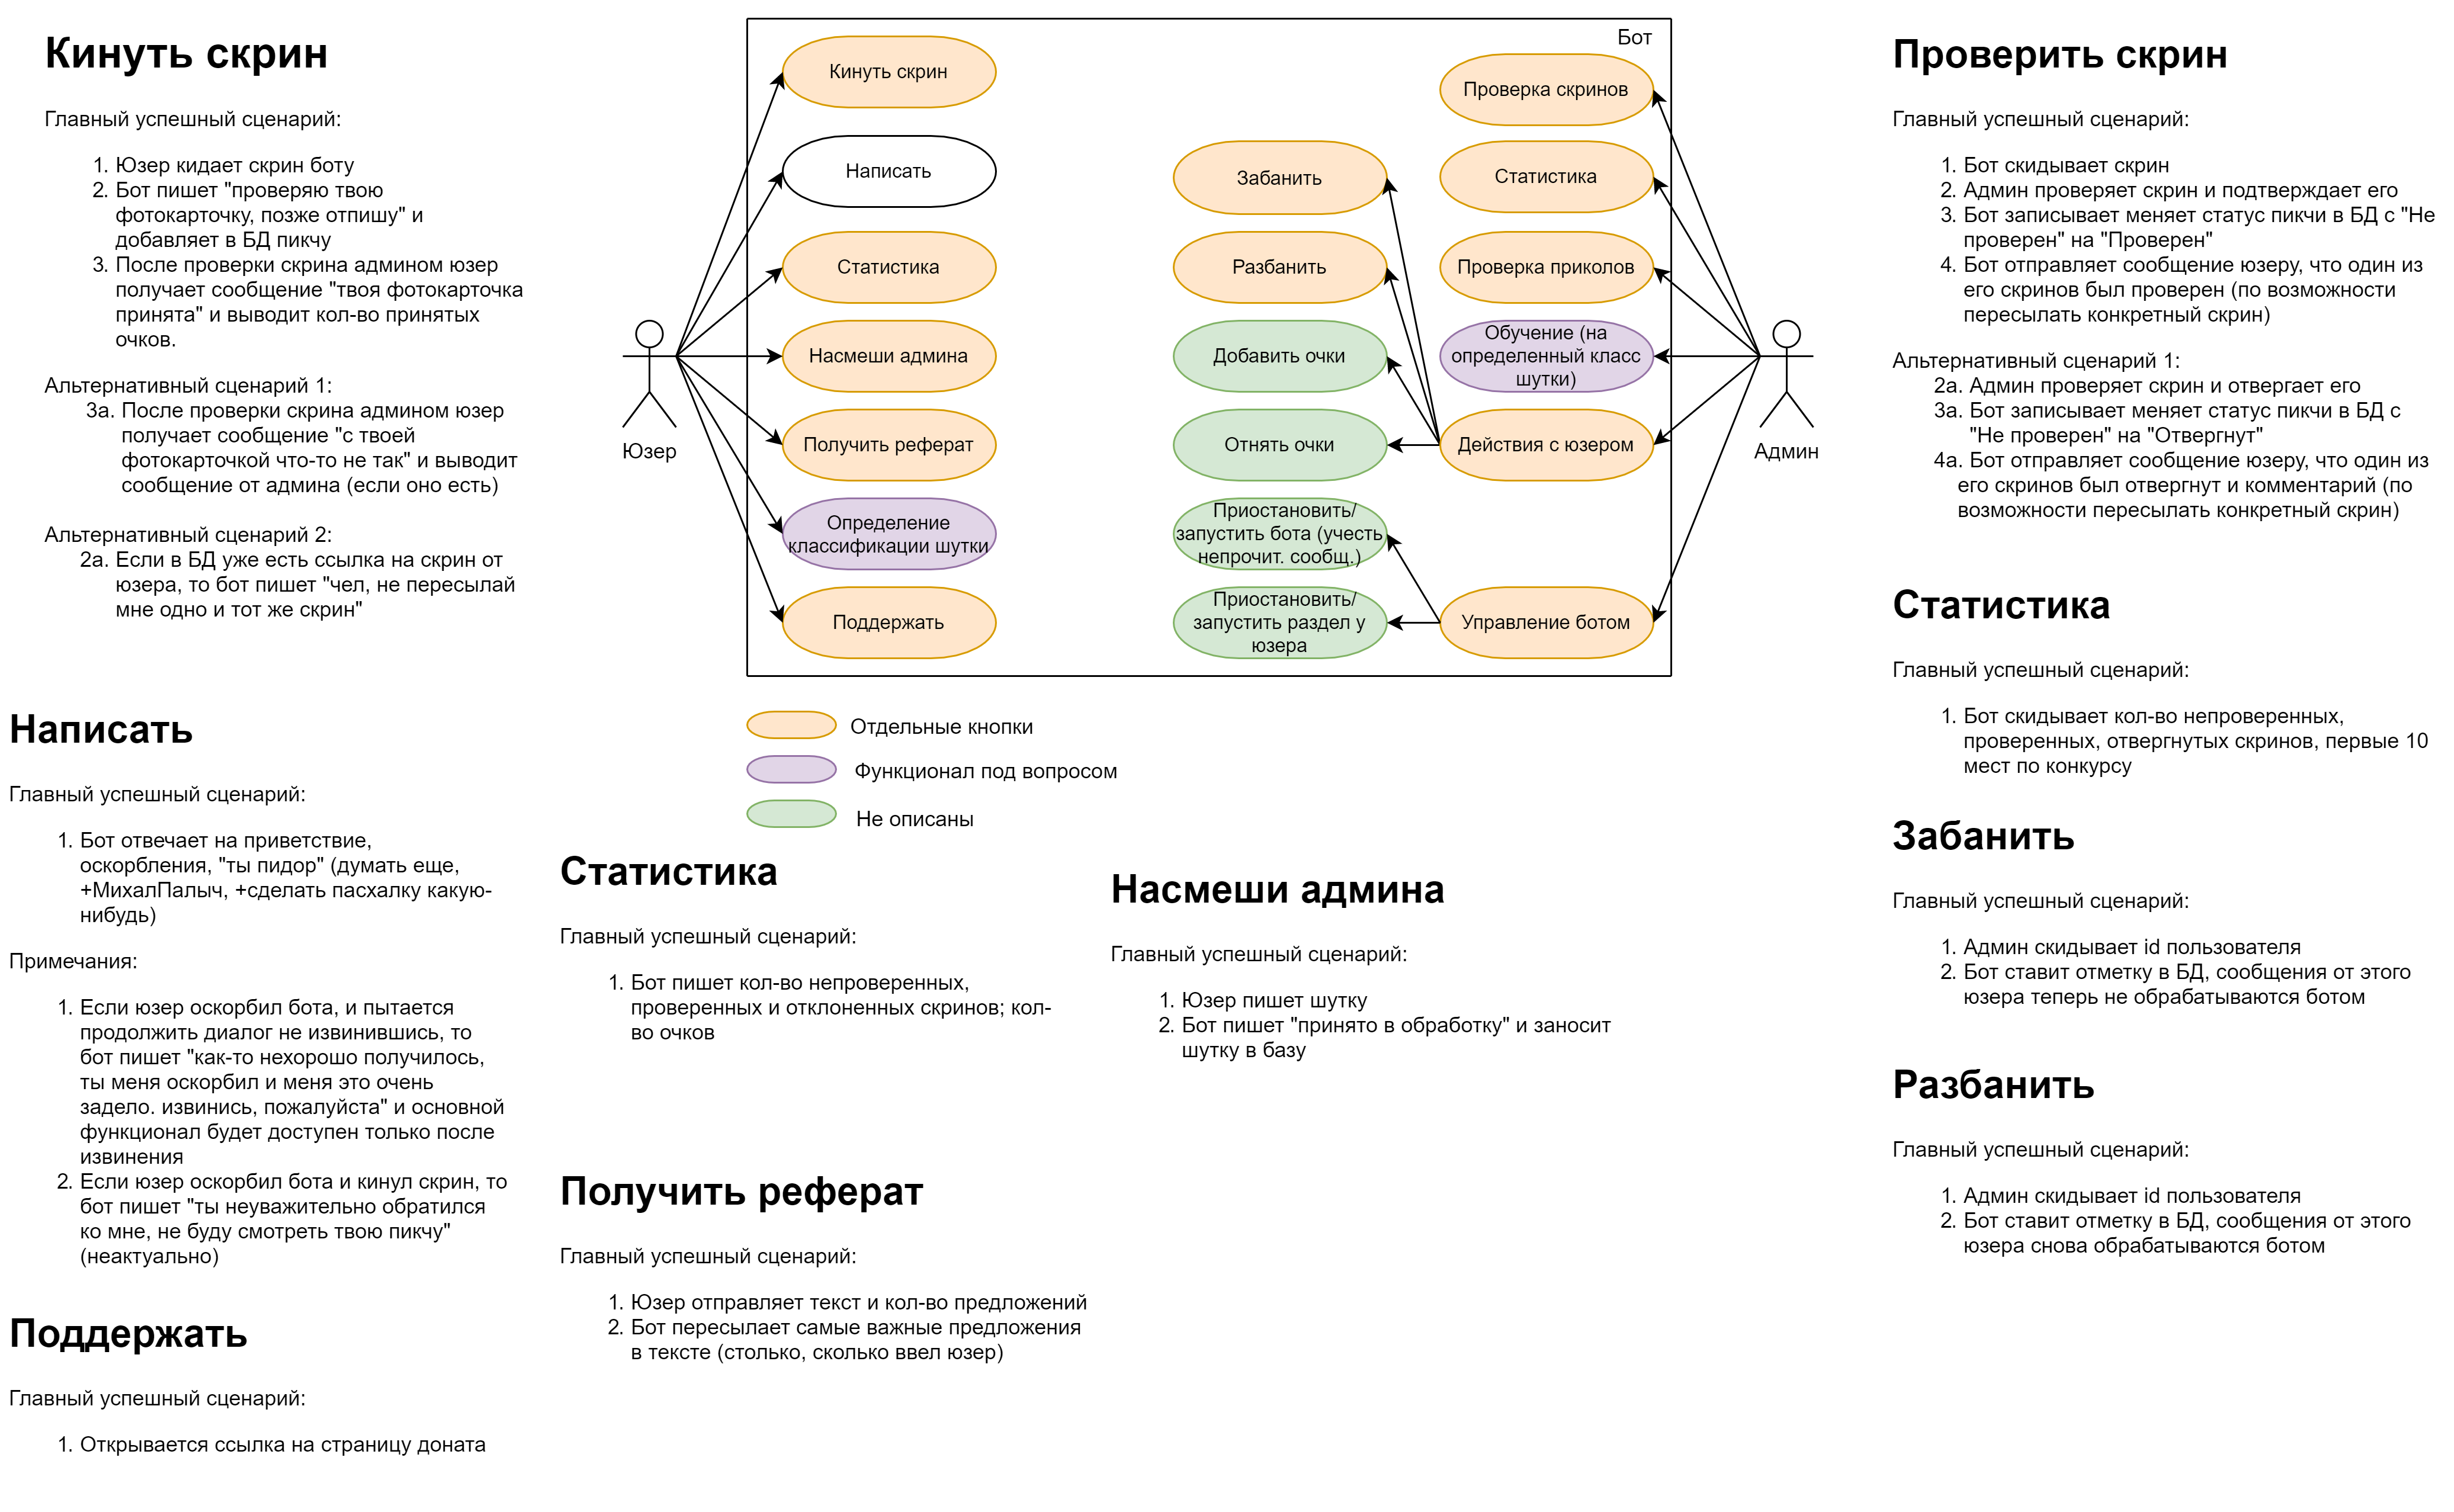 Кинуть скрин
Главный успешный сценарий:
1. Юзер кидает скрин боту
2. Бот пишет "проверяю твою
фотокарточку, позже отпишу" и
добавляет в БД пикчу
3. После проверки скрина админом юзер
получает сообщение "твоя фотокарточка
принята" и выводит кол-во принятых
очков.
Альтернативный сценарий 1:
3а. После проверки скрина админом юзер
получает сообщение "с твоей
фотокарточкой что-то не так" и выводит
сообщение от админа (если оно есть)
Альтернативный сценарий 2:
2а. Если в БД уже есть ссылка на скрин от
юзера, то бот пишет "чел, не пересылай
мне одно и тот же скрин"
Написать
Главный успешный сценарий:
1. Бот отвечает на приветствие,
оскорбления, "ты пидор" (думать еще,
+МихалПалыч, +сделать пасхалку какую-
нибудь)
Примечания:
1. Если юзер оскорбил бота, и пытается
продолжить диалог не извинившись, то
бот пишет "как-то нехорошо получилось,
ты меня оскорбил и меня это очень
задело. извинись, пожалуйста" и основной
функционал будет доступен только после
извинения
2. Если юзер оскорбил бота и кинул скрин, то
бот пишет "ты неуважительно обратился
ко мне, не буду смотреть твою пикчу"
(неактуально)
Поддержать
Главный успешный сценарий:
1. Открывается ссылка на страницу доната
Бот
Юзер
Кинуть скрин
Написать
Статистика
Насмеши админа
Получить реферат
Определение
классификации шутки
Поддержать
Забанить
Разбанить
Добавить очки
Отнять очки
Приостановить/
запустить бота (учесть
непрочит. сообщ.)
Приостановить/
запустить раздел у
юзера
Проверка скринов
Статистика
Проверка приколов
Обучение (на
определенный класс
шутки)
Действия с юзером
Управление ботом
Админ
Отдельные кнопки
Функционал под вопросом
Не описаны
Статистика
Главный успешный сценарий:
1. Бот пишет кол-во непроверенных,
проверенных и отклоненных скринов; кол-
во очков
Получить реферат
Главный успешный сценарий:
1. Юзер отправляет текст и кол-во предложений
2. Бот пересылает самые важные предложения
в тексте (столько, сколько ввел юзер)
Насмеши админа
Главный успешный сценарий:
1. Юзер пишет шутку
2. Бот пишет "принято в обработку" и заносит
шутку в базу
Проверить скрин
Главный успешный сценарий:
1. Бот скидывает скрин
2. Админ проверяет скрин и подтверждает его
3. Бот записывает меняет статус пикчи в БД с "Не
проверен" на "Проверен"
4. Бот отправляет сообщение юзеру, что один из
его скринов был проверен (по возможности
пересылать конкретный скрин)
Альтернативный сценарий 1:
2а. Админ проверяет скрин и отвергает его
3а. Бот записывает меняет статус пикчи в БД с
"Не проверен" на "Отвергнут"
4а. Бот отправляет сообщение юзеру, что один из
его скринов был отвергнут и комментарий (по
возможности пересылать конкретный скрин)
Статистика
Главный успешный сценарий:
1. Бот скидывает кол-во непроверенных,
проверенных, отвергнутых скринов, первые 10
мест по конкурсу
Забанить
Главный успешный сценарий:
1. Админ скидывает id пользователя
2. Бот ставит отметку в БД, сообщения от этого
юзера теперь не обрабатываются ботом
Разбанить
Главный успешный сценарий:
1. Админ скидывает id пользователя
2. Бот ставит отметку в БД, сообщения от этого
юзера снова обрабатываются ботом